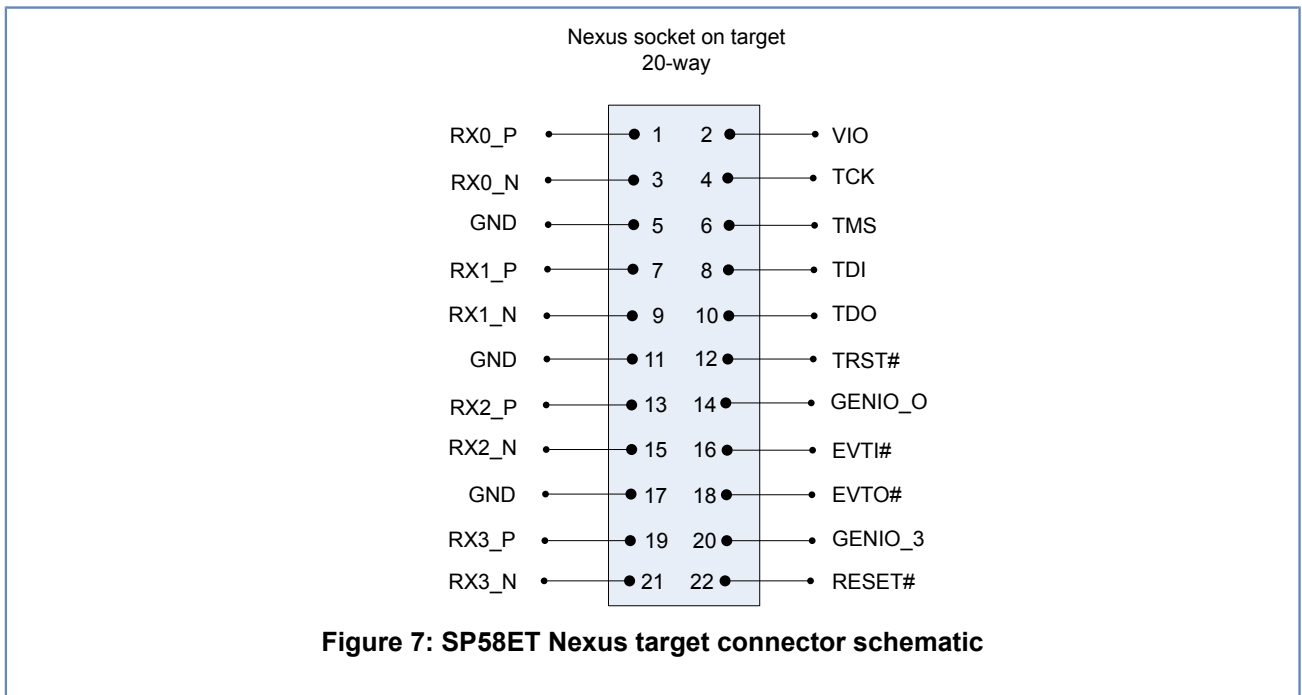 Nexus socket on target
20-way
RX0_P 1 2 VIO
RX0_N 3 4 TCK
GND 5 6 TMS
RX1_P 7 8 TDI
RX1_N 9 10 TDO
GND 11 12 TRST#
RX2_P 13 14 GENIO_O
RX2_N 15 16 EVTI#
GND 17 18 EVTO#
RX3_P 19 20 GENIO_3
RX3_N 21 22 RESET#
Figure 7: SP58ET Nexus target connector schematic